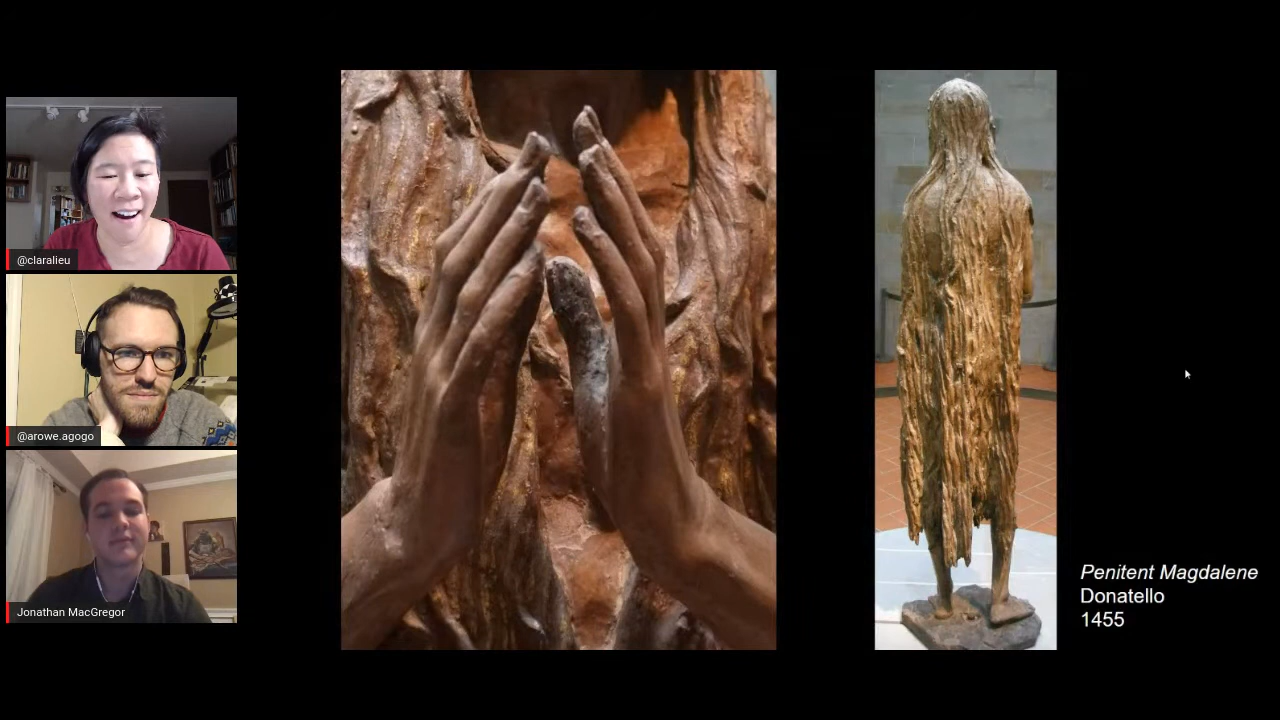 @claralieu
@arowe.agogo
Jonathan MacGregor
Penitent Magdalene
Donatello
1455